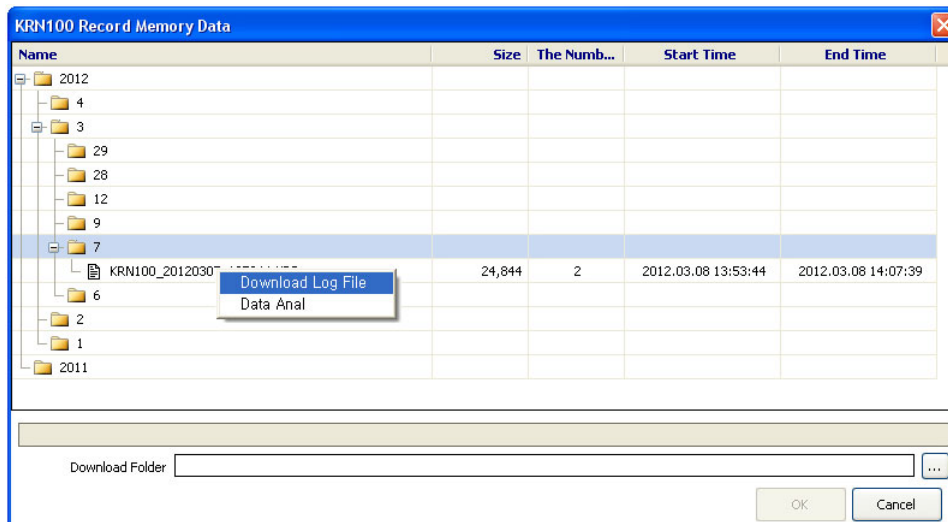 KRN100 Record Memory Data
Name Size The Numb... Start Time End Time
2012
4
3
29
28
12
9
7
KRN100_20120307 24,844 2 2012.03.08 13:53:44 2012.03.08 14:07:39
Download Log File
Data Anal
6
2
1
2011
Download Folder ...
OK Cancel